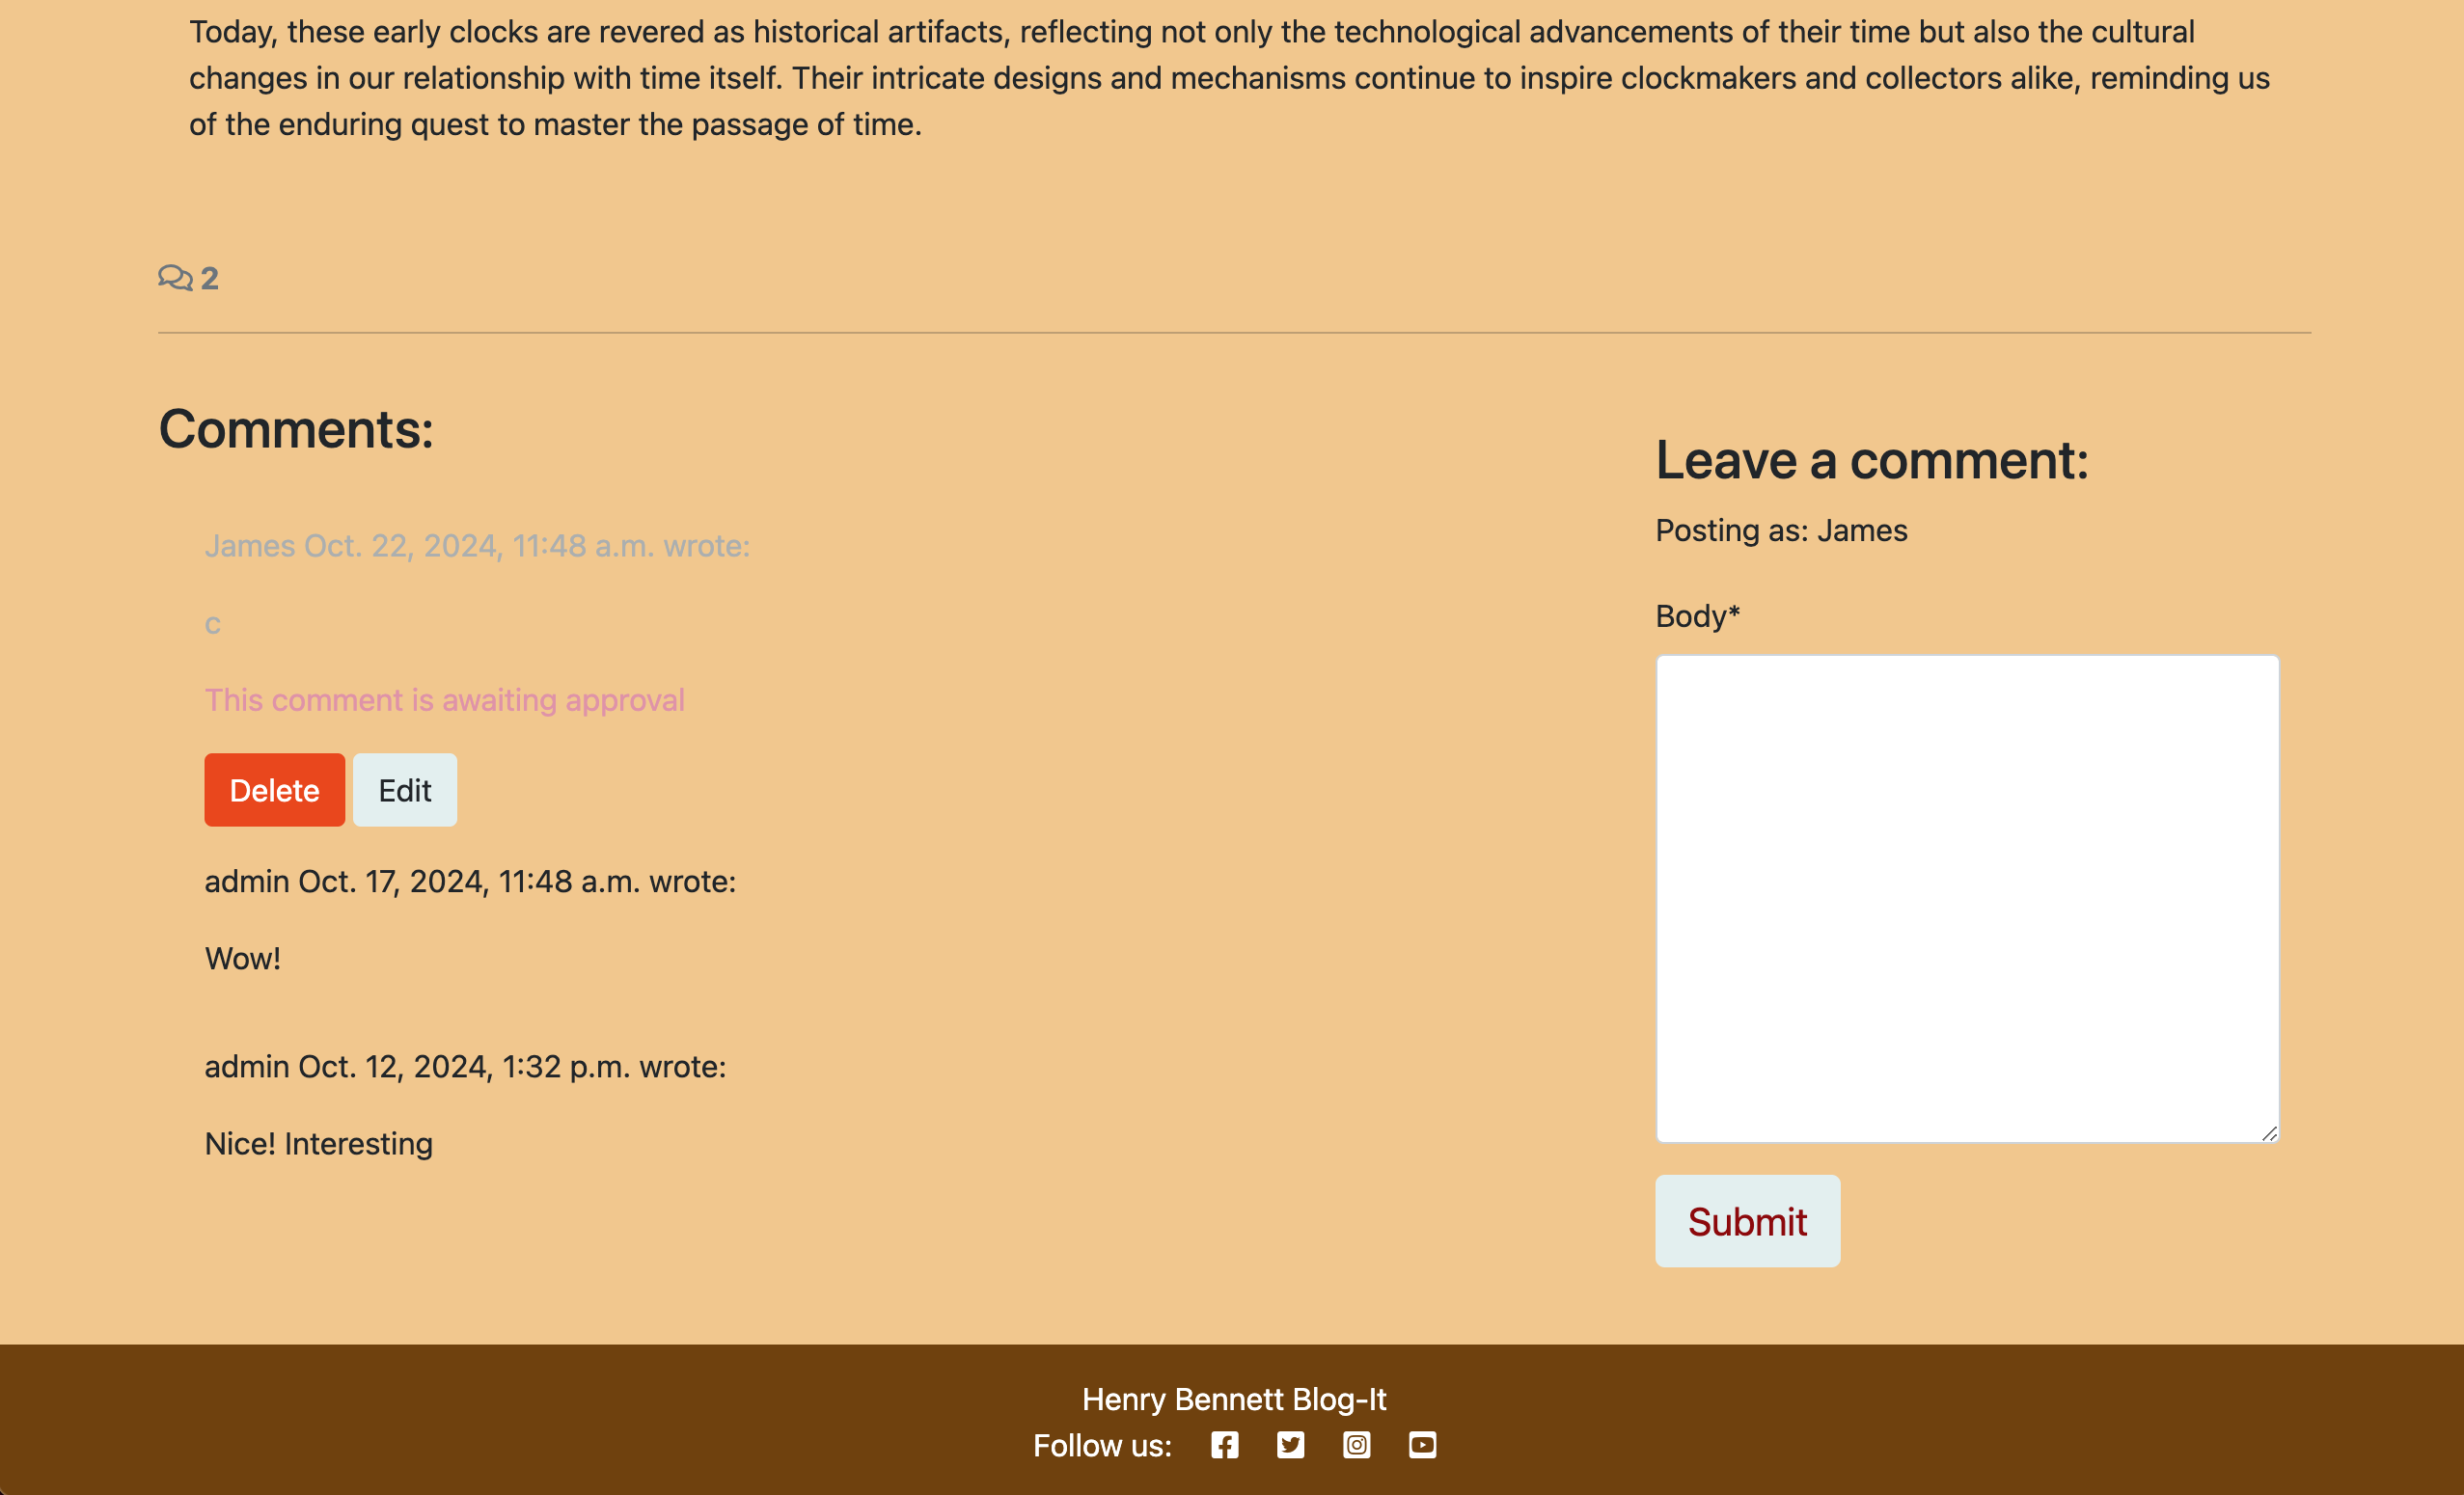 Today, these early clocks are revered as historical artifacts, reflecting not only the technological advancements of their time but also the cultural
changes in our relationship with time itself. Their intricate designs and mechanisms continue to inspire clockmakers and collectors alike, reminding us
of the enduring quest to master the passage of time.
2
Comments:
James Oct. 22, 2024, 11:48 a.m. wrote:
c
This comment is awaiting approval
Delete Edit
admin Oct. 17, 2024, 11:48 a.m. wrote:
Wow!
admin Oct. 12, 2024, 1:32 p.m. wrote:
Nice! Interesting
Leave a comment:
Posting as: James
Body*
Submit
Henry Bennett Blog-It
Follow us: